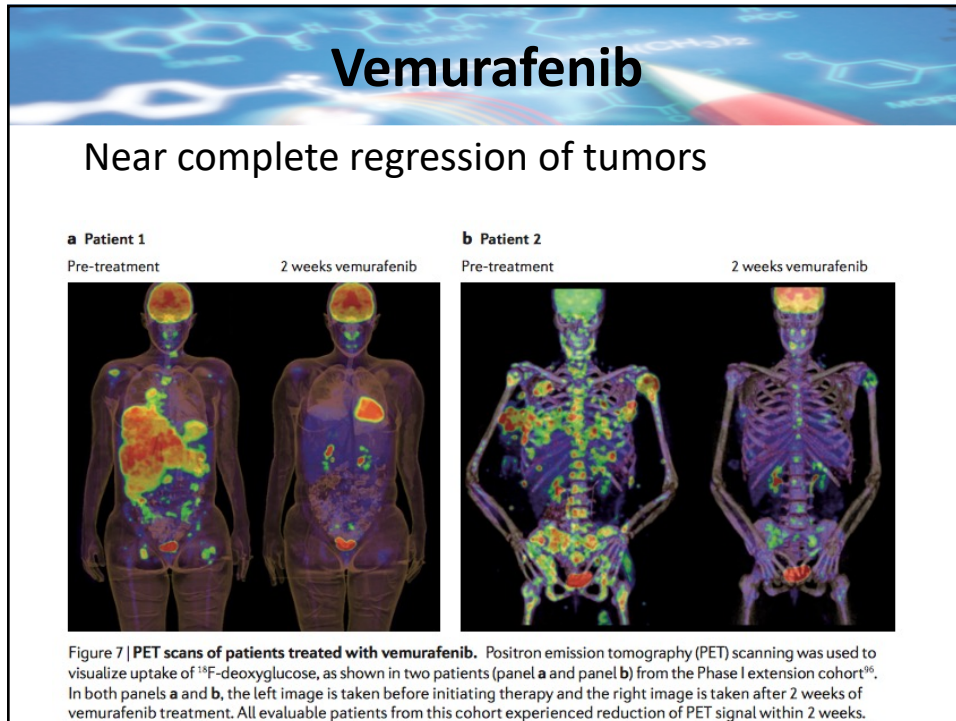 Vemurafenib
Near complete regression of tumors
a Patient 1
Pre-treatment 2 weeks vemurafenib
b Patient 2
Pre-treatment 2 weeks vemurafenib
Figure 7 | PET scans of patients treated with vemurafenib. Positron emission tomography (PET) scanning was used to
visualize uptake of ¹⁸F-deoxyglucose, as shown in two patients (panel a and panel b) from the Phase I extension cohort⁹⁶.
In both panels a and b, the left image is taken before initiating therapy and the right image is taken after 2 weeks of
vemurafenib treatment. All evaluable patients from this cohort experienced reduction of PET signal within 2 weeks.